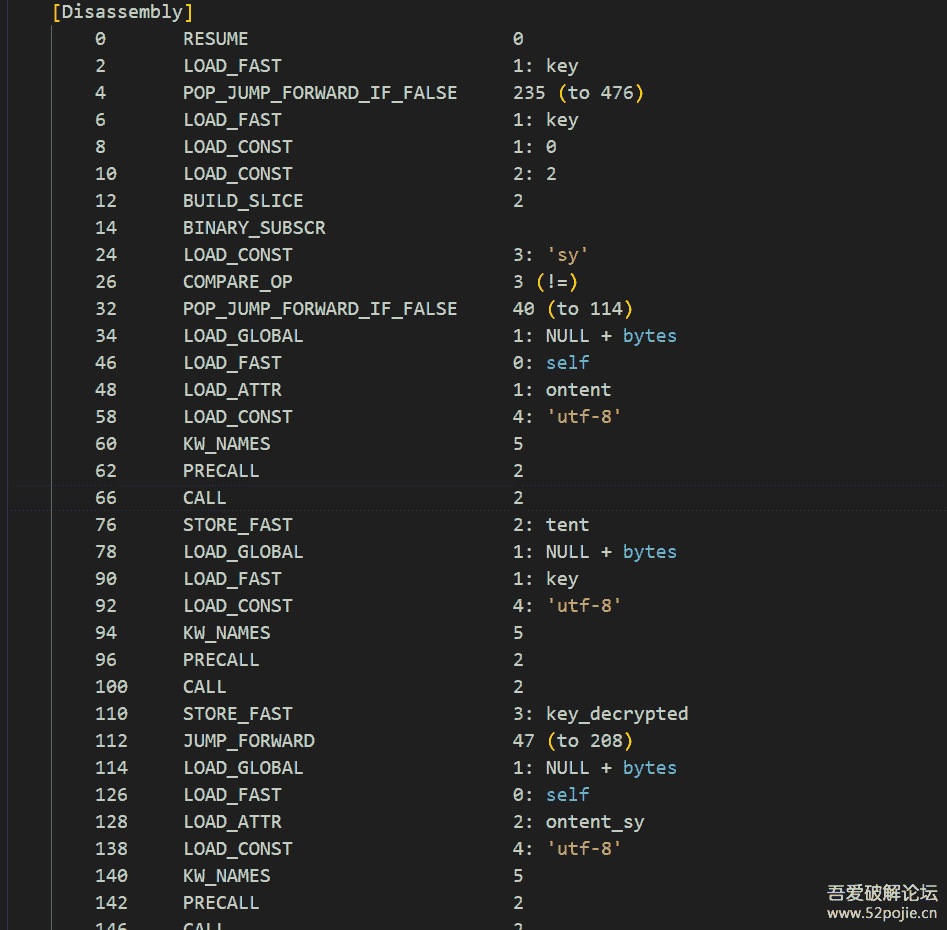 [Disassembly]
0 RESUME 0
2 LOAD_FAST 1: key
4 POP_JUMP_FORWARD_IF_FALSE 235 (to 476)
6 LOAD_FAST 1: key
8 LOAD_CONST 1: 0
10 LOAD_CONST 2: 2
12 BUILD_SLICE 2
14 BINARY_SUBSCR
24 LOAD_CONST 3: 'sy'
26 COMPARE_OP 3 (!=)
32 POP_JUMP_FORWARD_IF_FALSE 40 (to 114)
34 LOAD_GLOBAL 1: NULL + bytes
46 LOAD_FAST 0: self
48 LOAD_ATTR 1: ontent
58 LOAD_CONST 4: 'utf-8'
60 KW_NAMES 5
62 PRECALL 2
66 CALL 2
76 STORE_FAST 2: tent
78 LOAD_GLOBAL 1: NULL + bytes
90 LOAD_FAST 1: key
92 LOAD_CONST 4: 'utf-8'
94 KW_NAMES 5
96 PRECALL 2
100 CALL 2
110 STORE_FAST 3: key_decrypted
112 JUMP_FORWARD 47 (to 208)
114 LOAD_GLOBAL 1: NULL + bytes
126 LOAD_FAST 0: self
128 LOAD_ATTR 2: ontent_sy
138 LOAD_CONST 4: 'utf-8'
140 KW_NAMES 5
142 PRECALL 2
146 CALL 2
吾爱破解论坛
www.52pojie.cn